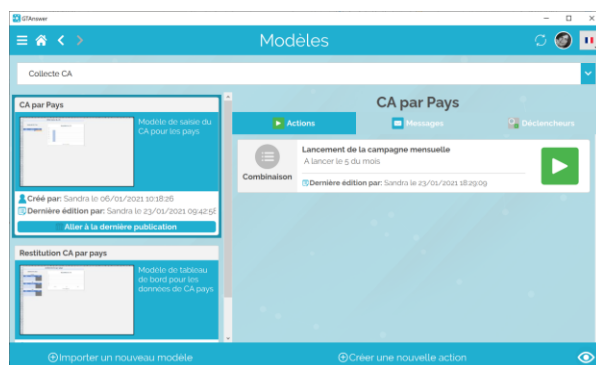 GTAnswer
Modèles
Collecte CA
CA par Pays
Modèle de saisie du
CA pour les pays
Créé par: Sandra le 06/01/2021 10:18:26
Dernière édition par: Sandra le 23/01/2021 09:42:58
Aller à la dernière publication
Restitution CA par pays
Modèle de tableau
de bord pour les
données de CA pays
Importer un nouveau modèle
CA par Pays
Actions
Messages
Déclencheurs
Combinaison
Lancement de la campagne mensuelle
A lancer le 5 du mois
Dernière édition par: Sandra le 23/01/2021 18:29:09
Créer une nouvelle action